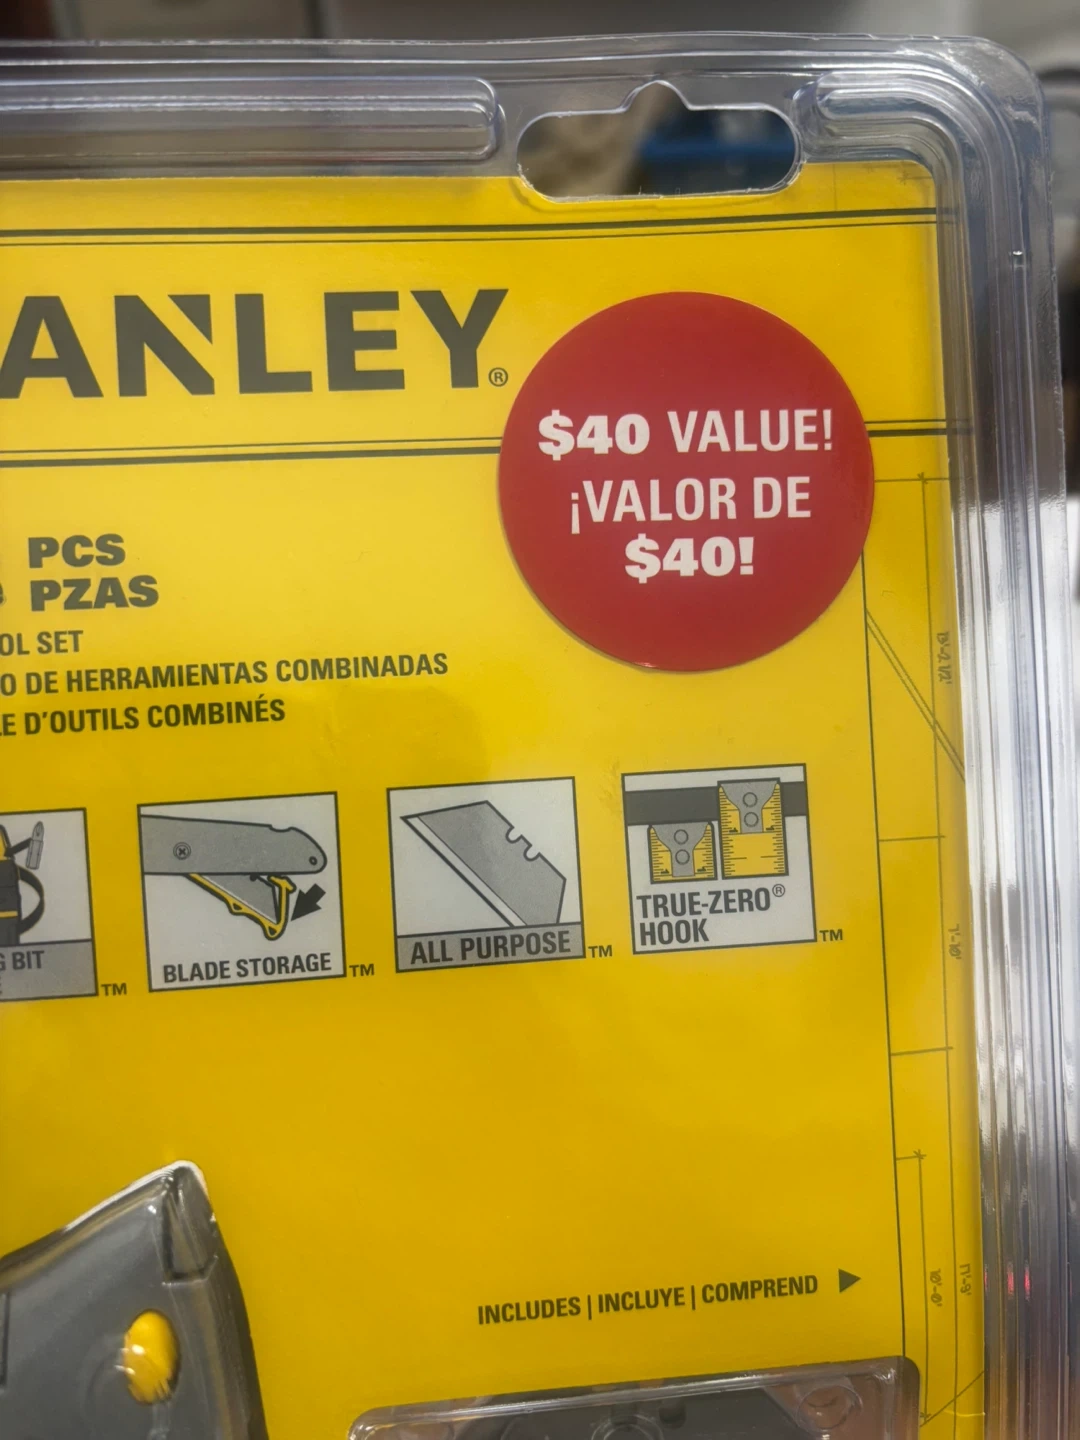 ANLEY®
$40 VALUE!
¡VALOR DE
$40!
PCS
PZAS
OL SET
O DE HERRAMIENTAS COMBINADAS
LE D'OUTILS COMBINÉS
G BIT
TM
BLADE STORAGE
TM
ALL PURPOSE
TM
TRUE-ZERO®
HOOK
TM
INCLUDES | INCLUYE | COMPREND